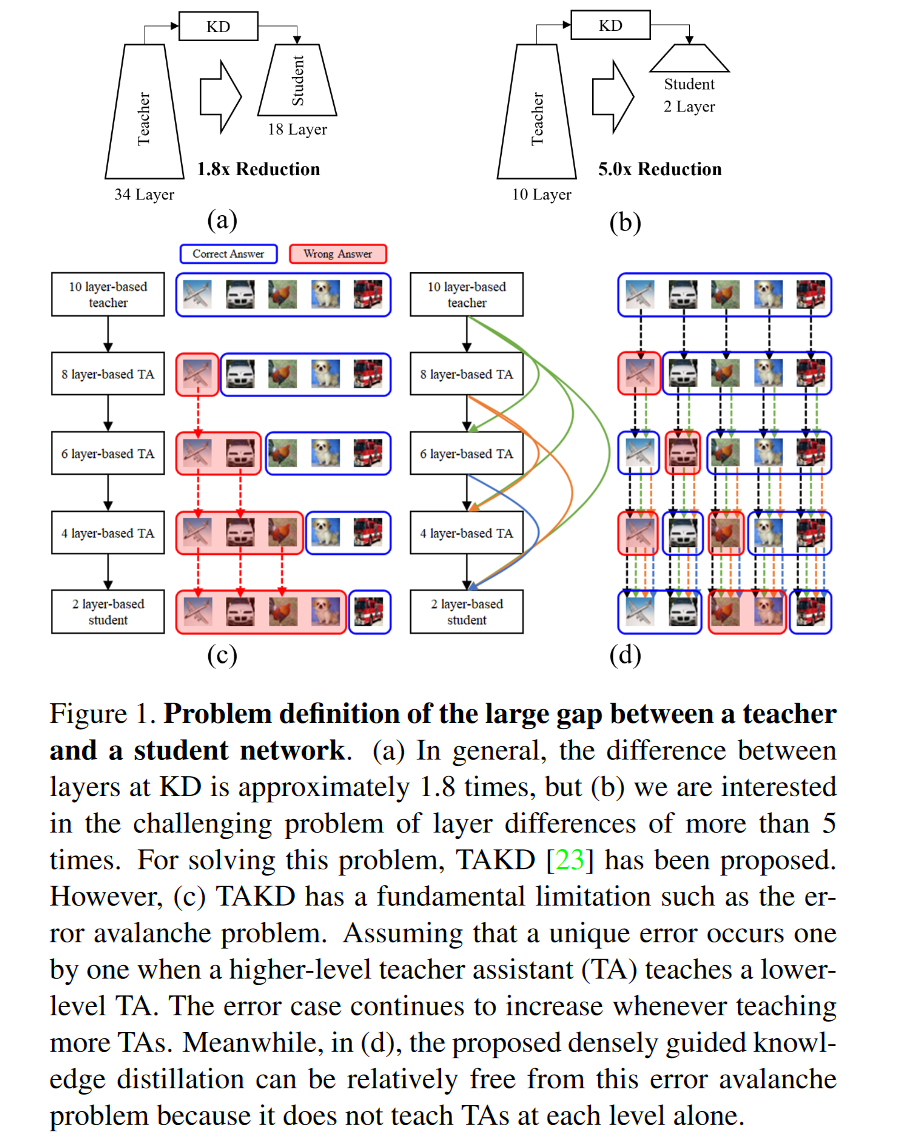 KD
Teacher
Student
18 Layer
1.8x Reduction
34 Layer
(a)
KD
Teacher
Student
2 Layer
5.0x Reduction
10 Layer
(b)
Correct Answer
Wrong Answer
10 layer-based
teacher
8 layer-based TA
6 layer-based TA
4 layer-based TA
2 layer-based
student
(c)
10 layer-based
teacher
8 layer-based TA
6 layer-based TA
4 layer-based TA
2 layer-based
student
(d)
Figure 1. Problem definition of the large gap between a teacher
and a student network. (a) In general, the difference between
layers at KD is approximately 1.8 times, but (b) we are interested
in the challenging problem of layer differences of more than 5
times. For solving this problem, TAKD [23] has been proposed.
However, (c) TAKD has a fundamental limitation such as the er-
ror avalanche problem. Assuming that a unique error occurs one
by one when a higher-level teacher assistant (TA) teaches a lower-
level TA. The error case continues to increase whenever teaching
more TAs. Meanwhile, in (d), the proposed densely guided knowl-
edge distillation can be relatively free from this error avalanche
problem because it does not teach TAs at each level alone.